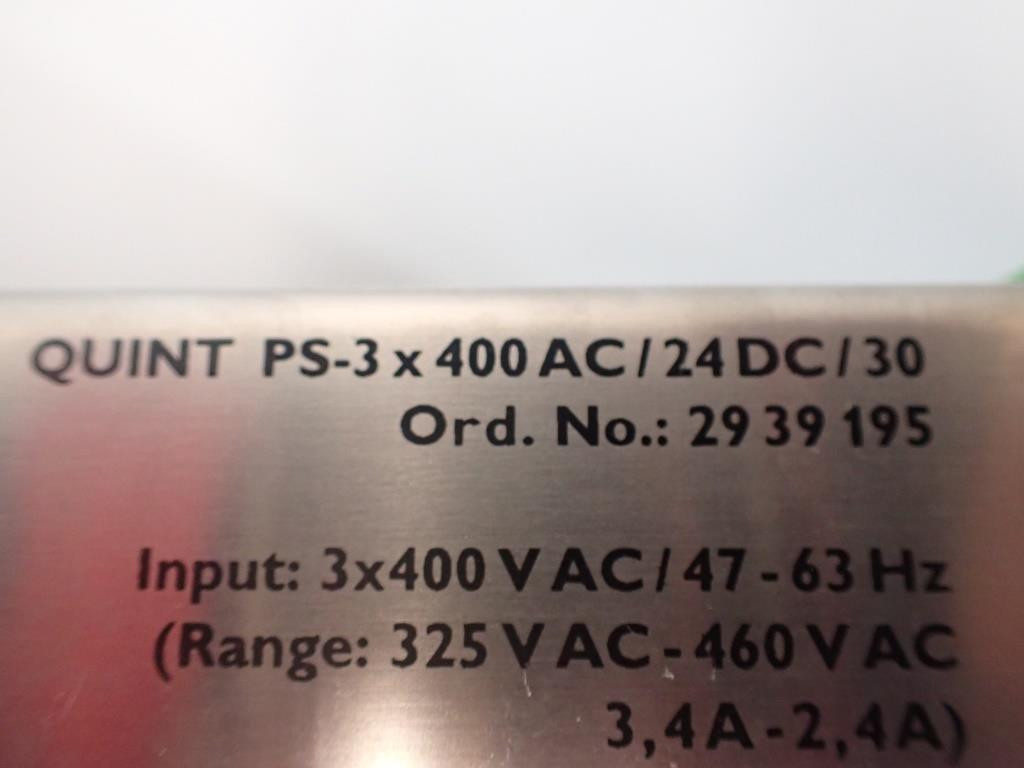 QUINT PS-3 x 400 AC/24 DC/30
Ord. No.: 29 39 195
Input: 3x400 V AC/47-63 Hz
(Range: 325 V AC-460 V AC
3,4A-2,4A)